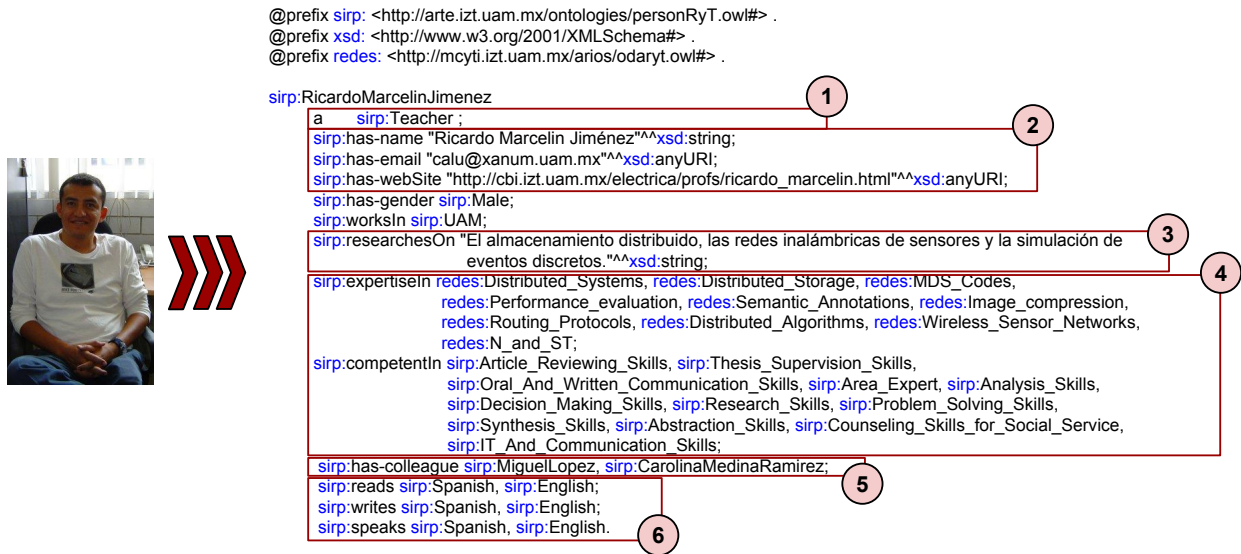 @prefix sirp: <http://arte.izt.uam.mx/ontologies/personRyT.owl#> .
@prefix xsd: <http://www.w3.org/2001/XMLSchema#> .
@prefix redes: <http://mcyti.izt.uam.mx/arios/odaryt.owl#> .
sirp:RicardoMarcelinJimenez
1
a sirp:Teacher ;
2
sirp:has-name "Ricardo Marcelin Jiménez"^^xsd:string;
sirp:has-email "calu@xanum.uam.mx"^^xsd:anyURI;
sirp:has-webSite "http://cbi.izt.uam.mx/electrica/profs/ricardo_marcelin.html"^^xsd:anyURI;
sirp:has-gender sirp:Male;
sirp:worksIn sirp:UAM;
sirp:researchesOn "El almacenamiento distribuido, las redes inalámbricas de sensores y la simulación de
eventos discretos."^^xsd:string;
3
4
sirp:expertiseIn redes:Distributed_Systems, redes:Distributed_Storage, redes:MDS_Codes,
redes:Performance_evaluation, redes:Semantic_Annotations, redes:Image_compression,
redes:Routing_Protocols, redes:Distributed_Algorithms, redes:Wireless_Sensor_Networks,
redes:N_and_ST;
sirp:competentIn sirp:Article_Reviewing_Skills, sirp:Thesis_Supervision_Skills,
sirp:Oral_And_Written_Communication_Skills, sirp:Area_Expert, sirp:Analysis_Skills,
sirp:Decision_Making_Skills, sirp:Research_Skills, sirp:Problem_Solving_Skills,
sirp:Synthesis_Skills, sirp:Abstraction_Skills, sirp:Counseling_Skills_for_Social_Service,
sirp:IT_And_Communication_Skills;
sirp:has-colleague sirp:MiguelLopez, sirp:CarolinaMedinaRamirez;
5
sirp:reads sirp:Spanish, sirp:English;
sirp:writes sirp:Spanish, sirp:English;
sirp:speaks sirp:Spanish, sirp:English.
6